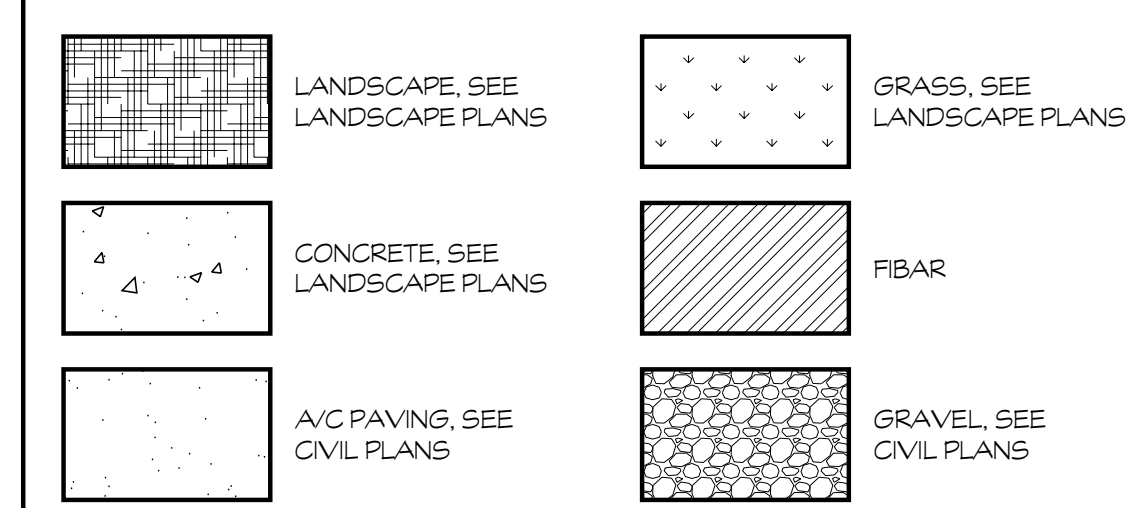 LANDSCAPE, SEE
LANDSCAPE PLANS
GRASS, SEE
LANDSCAPE PLANS
CONCRETE, SEE
LANDSCAPE PLANS
FIBAR
A/C PAVING, SEE
CIVIL PLANS
GRAVEL, SEE
CIVIL PLANS